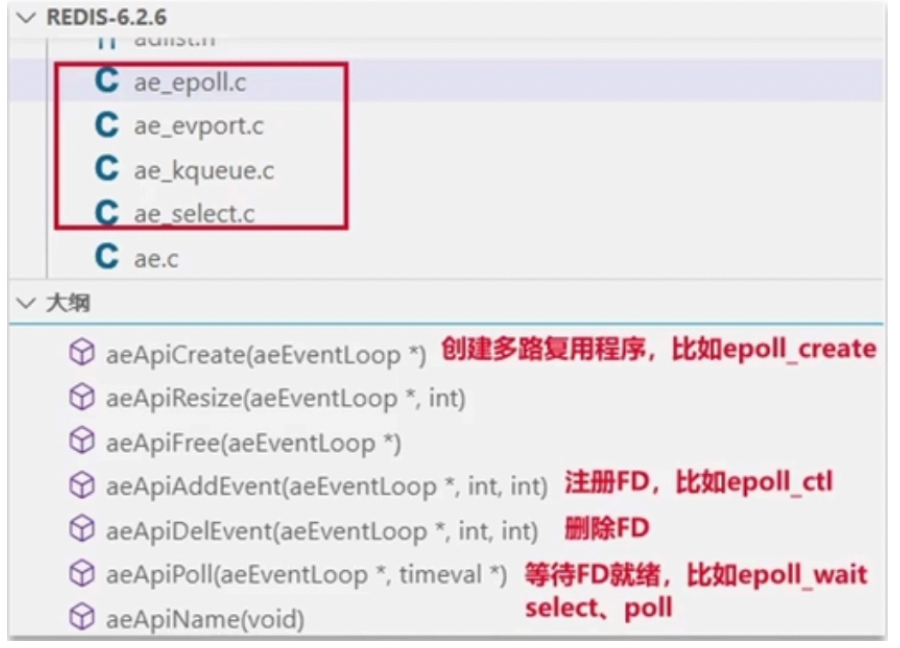 REDIS-6.2.6
adlist.h
C ae_epoll.c
C ae_evport.c
C ae_kqueue.c
C ae_select.c
C ae.c
大纲
aeApiCreate(aeEventLoop *) 创建多路复用程序，比如epoll_create
aeApiResize(aeEventLoop *, int)
aeApiFree(aeEventLoop *)
aeApiAddEvent(aeEventLoop *, int, int) 注册FD，比如epoll_ctl
aeApiDelEvent(aeEventLoop *, int, int) 删除FD
aeApiPoll(aeEventLoop *, timeval *) 等待FD就绪，比如epoll_wait
select、poll
aeApiName(void)